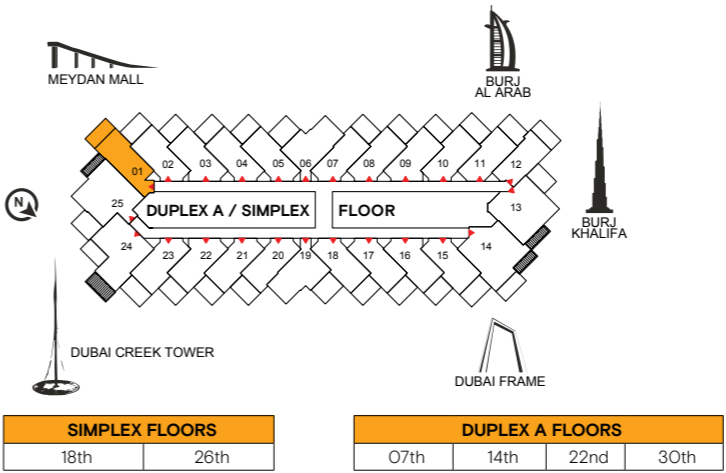 MEYDAN MALL
BURJ
AL ARAB
01 02 03 04 05 06 07 08 09 10 11 12
N
25 DUPLEX A / SIMPLEX FLOOR 13
BURJ
KHALIFA
24 23 22 21 20 19 18 17 16 15 14
DUBAI CREEK TOWER
DUBAI FRAME
SIMPLEX FLOORS
18th 26th
DUPLEX A FLOORS
07th 14th 22nd 30th